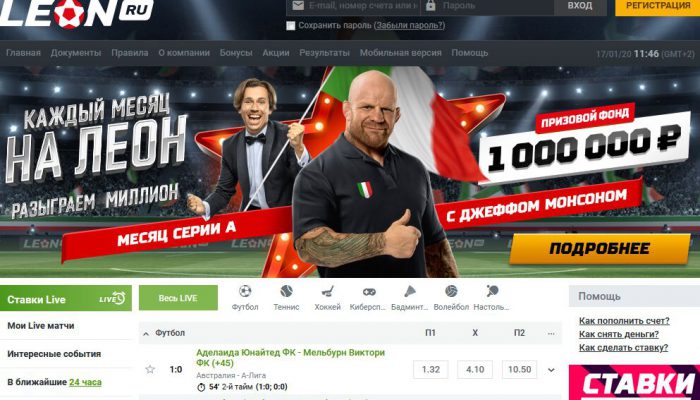 LEON RU
E-mail, номер счета или
Пароль
ВХОД
РЕГИСТРАЦИЯ
Сохранить пароль? (Забыли пароль?)
Главная Документы Правила О компании Бонусы Акции Результаты Мобильная версия Помощь
17/01/20 11:46 (GMT+2)
КАЖДЫЙ МЕСЯЦ
НА ЛЕОН
РАЗЫГРАЕМ МИЛЛИОН
МЕСЯЦ СЕРИИ А
ПРИЗОВОЙ ФОНД
1 000 000 ₽
С ДЖЕФФОМ МОНСОНОМ
ПОДРОБНЕЕ
Ставки Live
LIVE
Мои Live матчи
Интересные события
В ближайшие 24 часа
Весь LIVE
Футбол Теннис Хоккей Киберсп... Бадминт... Волейбол Настоль...
Футбол
П1 X П2 ...
1:0
Аделаида Юнайтед ФК - Мельбурн Виктори
ФК (+45)
Австралия - А-Лига
54' 2-й тайм (1:0; 0:0)
1.32 4.10 10.50
Помощь
Как пополнить счет?
Как снять деньги?
Как сделать ставку?
СТАВКИ